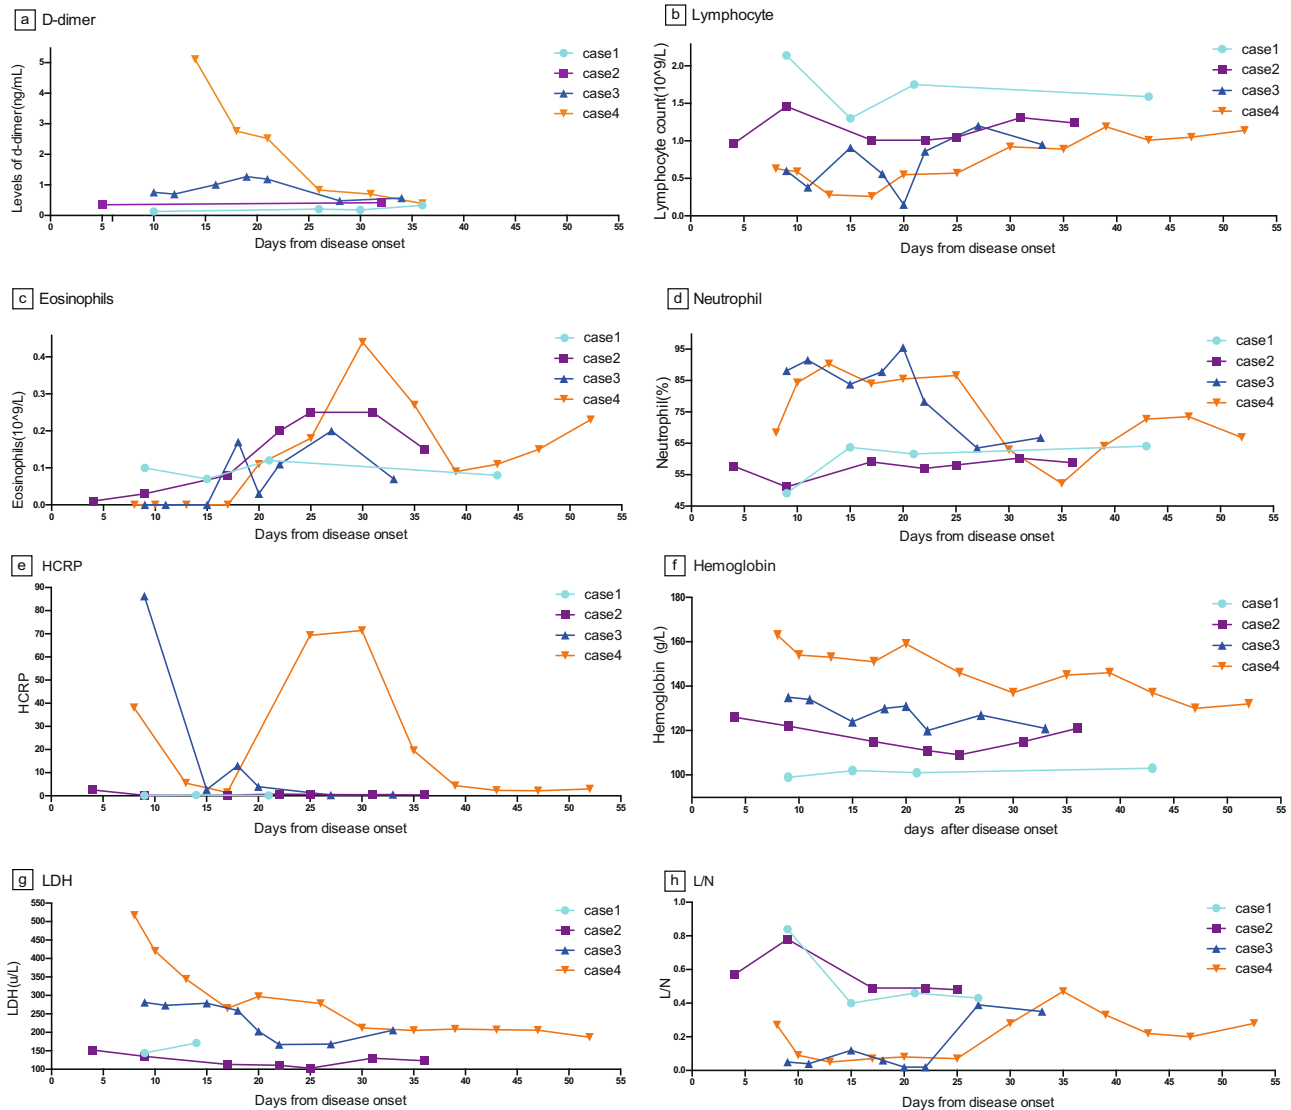 a D-dimer
Levels of d-dimer(ng/mL)
5
4
3
2
1
0
0 5 10 15 20 25 30 35 40 45 50 55
Days from disease onset
case1
case2
case3
case4
b Lymphocyte
Lymphocyte count(10^9/L)
2.0
1.5
1.0
0.5
0.0
0 5 10 15 20 25 30 35 40 45 50 55
Days from disease onset
case1
case2
case3
case4
c Eosinophils
Eosinophils(10^9/L)
0.4
0.3
0.2
0.1
0.0
0 5 10 15 20 25 30 35 40 45 50 55
Days from disease onset
case1
case2
case3
case4
d Neutrophil
Neutrophil(%)
95
85
75
65
55
45
0 5 10 15 20 25 30 35 40 45 50 55
Days from disease onset
case1
case2
case3
case4
e HCRP
HCRP
90
80
70
60
50
40
30
20
10
0
0 5 10 15 20 25 30 35 40 45 50 55
Days from disease onset
case1
case2
case3
case4
f Hemoglobin
Hemoglobin (g/L)
180
160
140
120
100
0 5 10 15 20 25 30 35 40 45 50 55
days after disease onset
case1
case2
case3
case4
g LDH
LDH(u/L)
550
500
450
400
350
300
250
200
150
100
0 5 10 15 20 25 30 35 40 45 50 55
Days from disease onset
case1
case2
case3
case4
h L/N
L/N
1.0
0.8
0.6
0.4
0.2
0.0
0 5 10 15 20 25 30 35 40 45 50 55
Days from disease onset
case1
case2
case3
case4